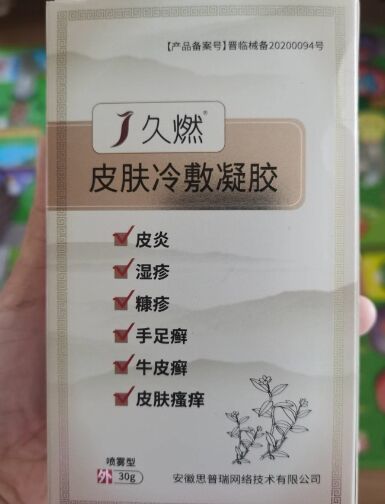 【产品备案号】晋临械备20200094号
久燃®
皮肤冷敷凝胶
皮炎
湿疹
糠疹
手足癣
牛皮癣
皮肤瘙痒
喷雾型
外 30g
安徽思普瑞网络技术有限公司